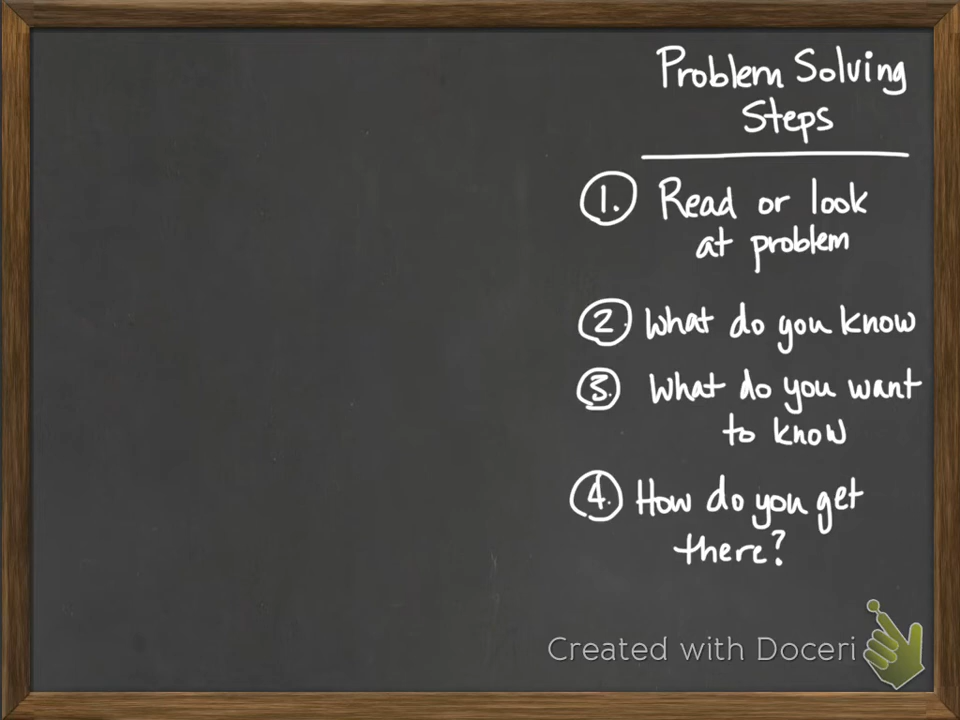 Problem Solving
Steps
1. Read or look
at problem
2. What do you know
3. What do you want
to know
4. How do you get
there?
Created with Doceri